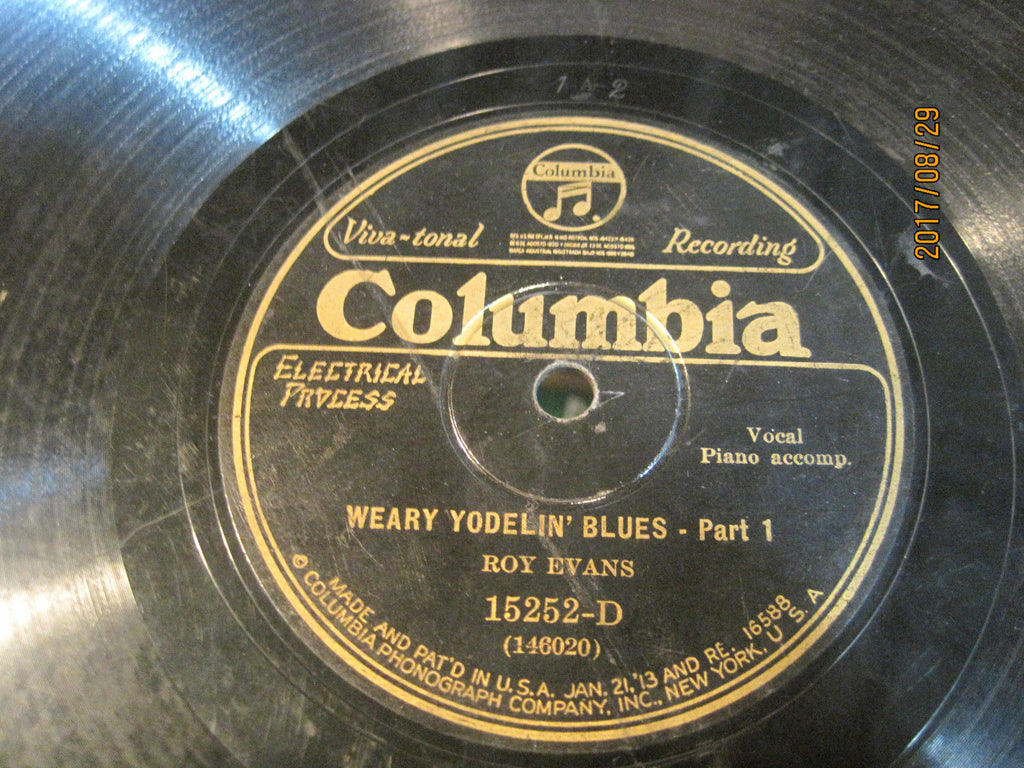 1 A 2
2017/08/29
Columbia
Viva-tonal Recording
Columbia
ELECTRICAL
PROCESS
Vocal
Piano accomp.
WEARY YODELIN' BLUES - Part 1
ROY EVANS
15252-D
(146020)
MADE AND PAT'D IN U.S.A. JAN. 21,'13 AND RE. 16588
© COLUMBIA PHONOGRAPH COMPANY, INC., NEW YORK, U.S.A